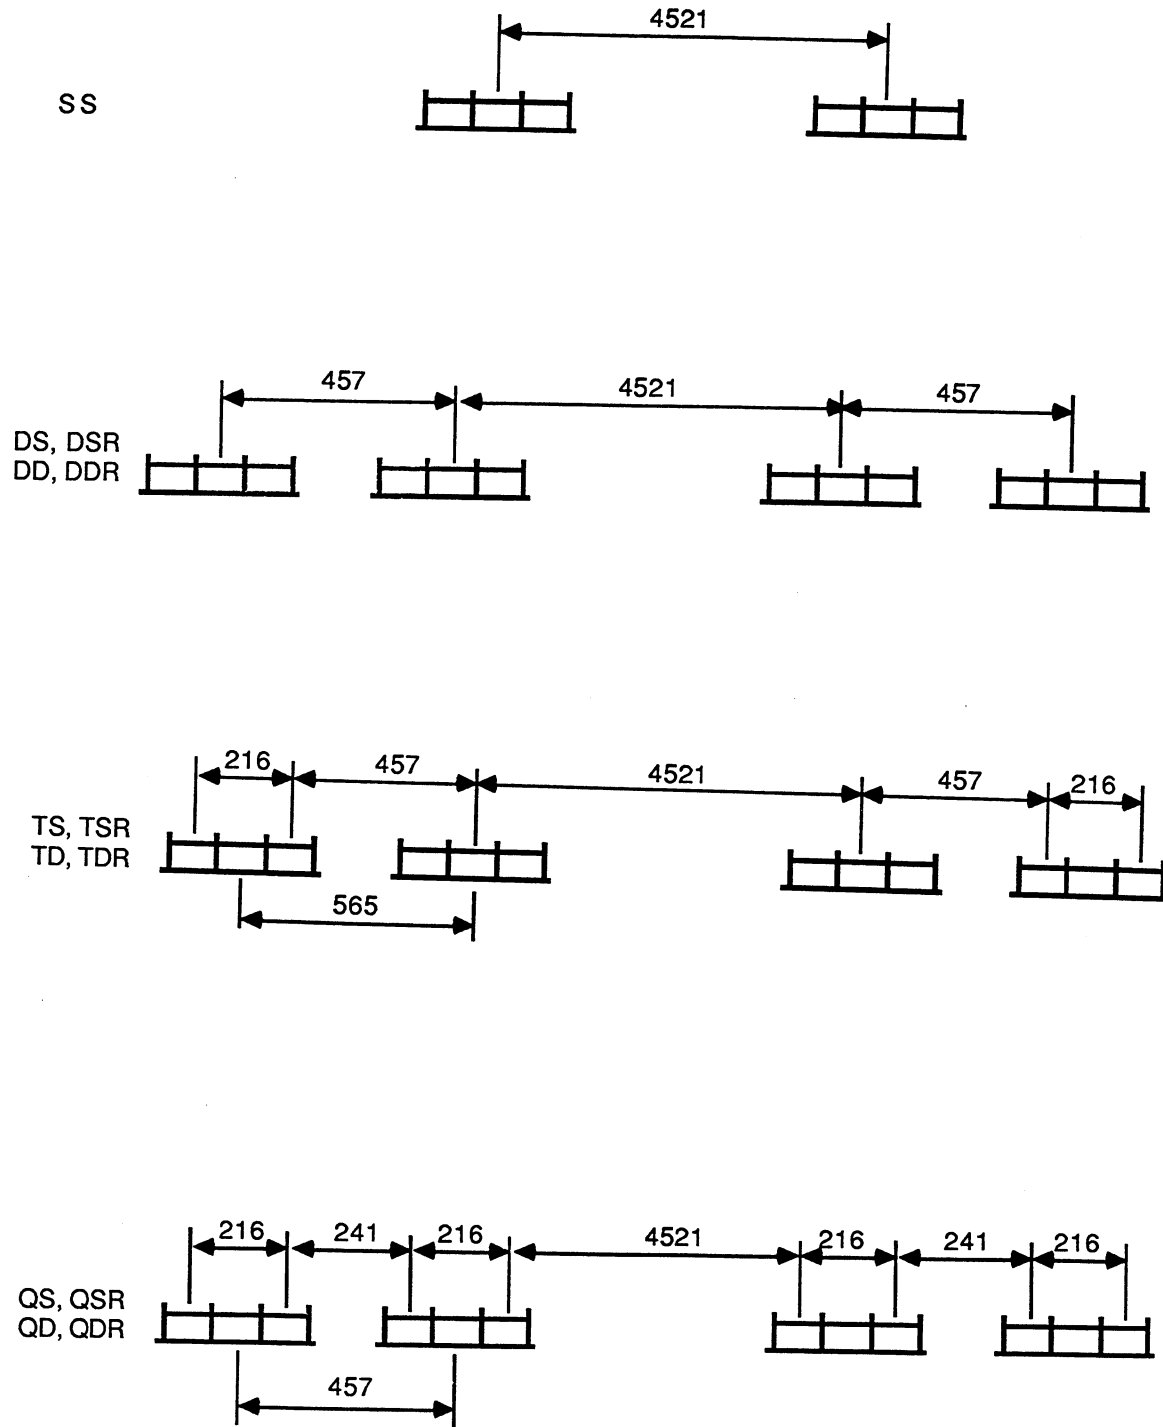 4521
SS
457 4521 457
DS, DSR
DD, DDR
216 457 4521 457 216
TS, TSR
TD, TDR
565
216 241 216 4521 216 241 216
QS, QSR
QD, QDR
457